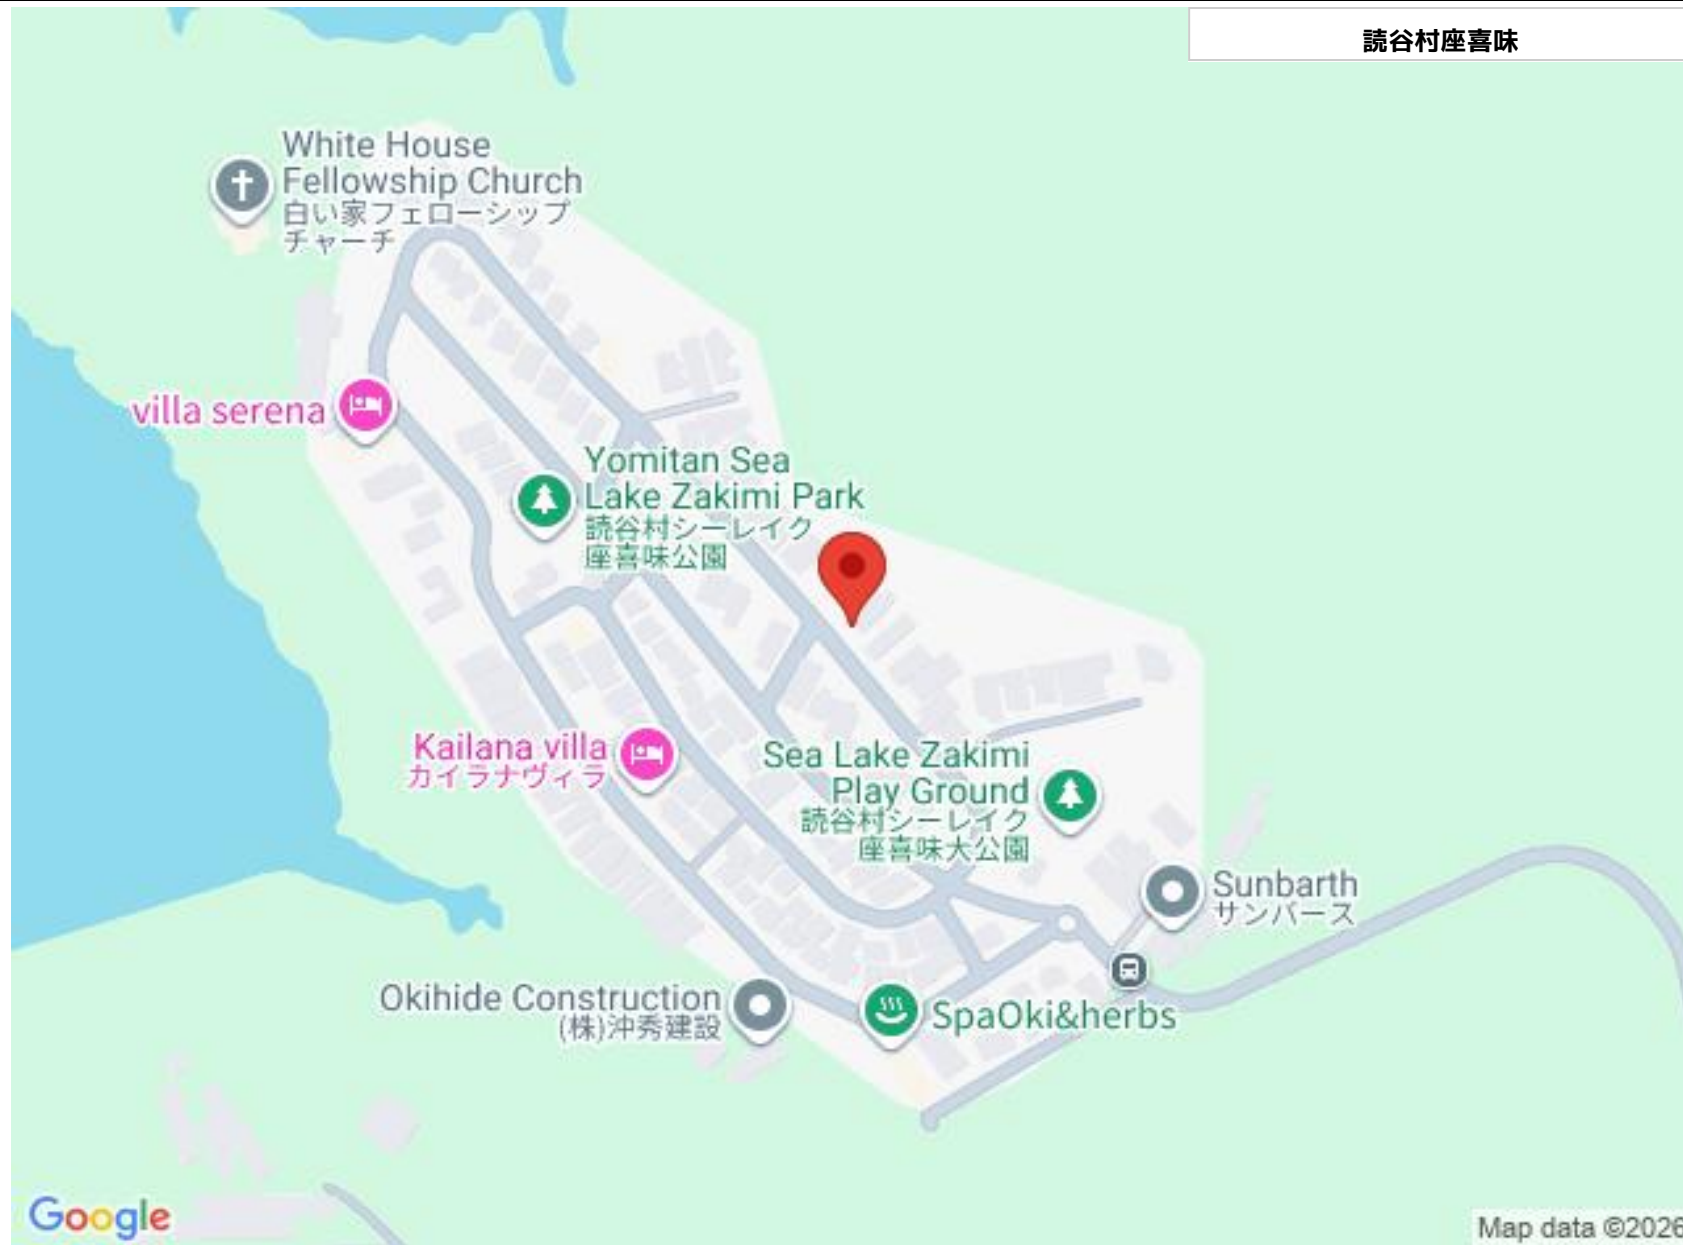 読谷村座喜味
White House
Fellowship Church
白い家フェローシップ
チャーチ
villa serena
Yomitan Sea
Lake Zakimi Park
読谷村シーレイク
座喜味公園
Kailana villa
カイラナヴィラ
Sea Lake Zakimi
Play Ground
読谷村シーレイク
座喜味大公園
Sunbarth
サンバース
Okihide Construction
(株)沖秀建設
SpaOki&herbs
Google
Map data ©2026